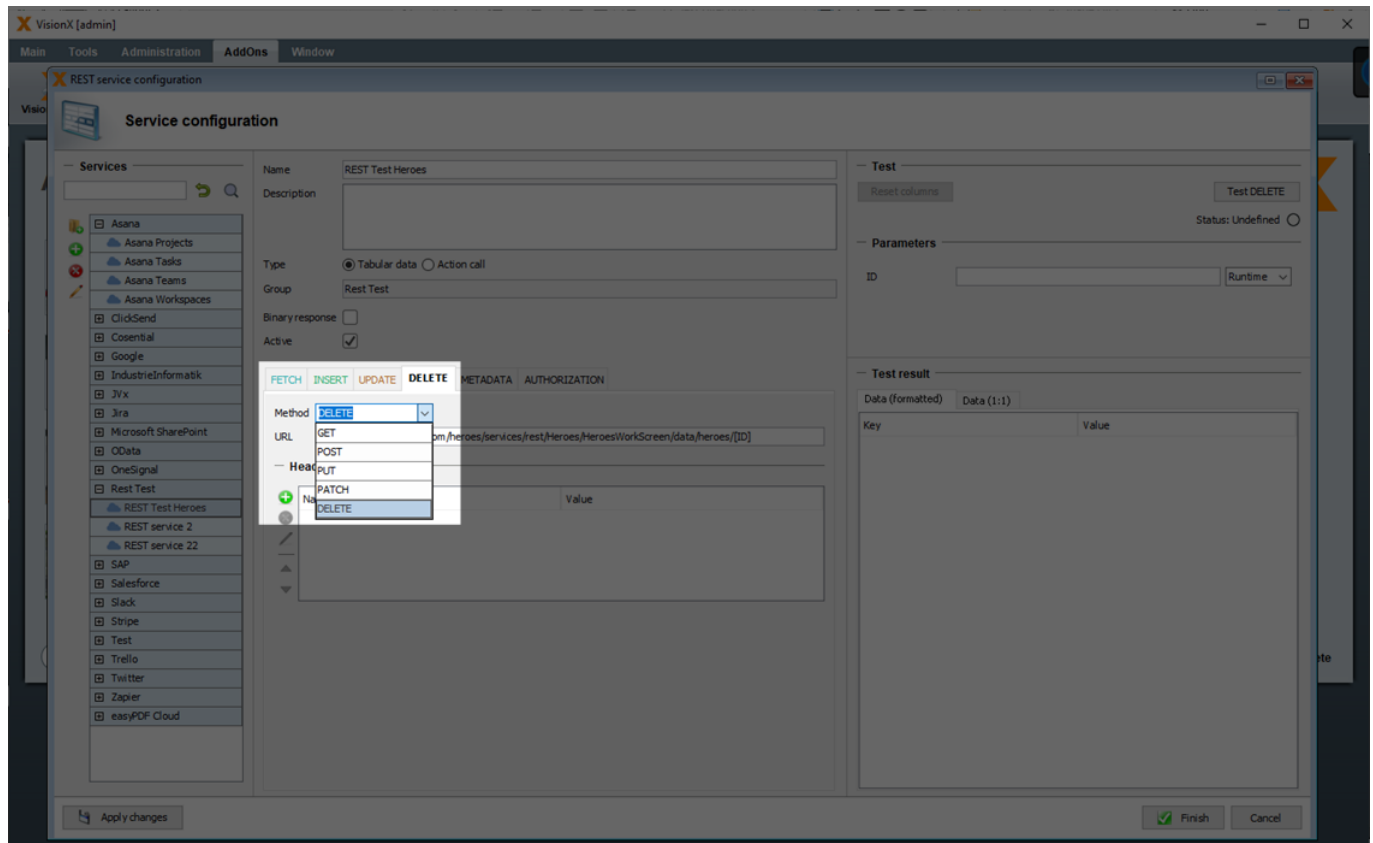 VisionX [admin]
Main Tools Administration AddOns Window
REST service configuration
Visio
Service configuration
Services
Asana
Asana Projects
Asana Tasks
Asana Teams
Asana Workspaces
ClickSend
Cosential
Google
IndustrieInformatik
JVx
Jira
Microsoft SharePoint
OData
OneSignal
Rest Test
REST Test Heroes
REST service 2
REST service 22
SAP
Salesforce
Slack
Stripe
Test
Trello
Twitter
Zapier
easyPDF Cloud
Name REST Test Heroes
Description
Type Tabular data Action call
Group Rest Test
Binary response
Active
FETCH INSERT UPDATE DELETE METADATA AUTHORIZATION
Method DELETE
GET
POST
PUT
PATCH
DELETE
URL om/heroes/services/rest/Heroes/HeroesWorkScreen/data/heroes/[ID]
Head
Na Value
Test
Reset columns Test DELETE
Status: Undefined
Parameters
ID Runtime
Test result
Data (formatted) Data (1:1)
Key Value
ete
Apply changes Finish Cancel